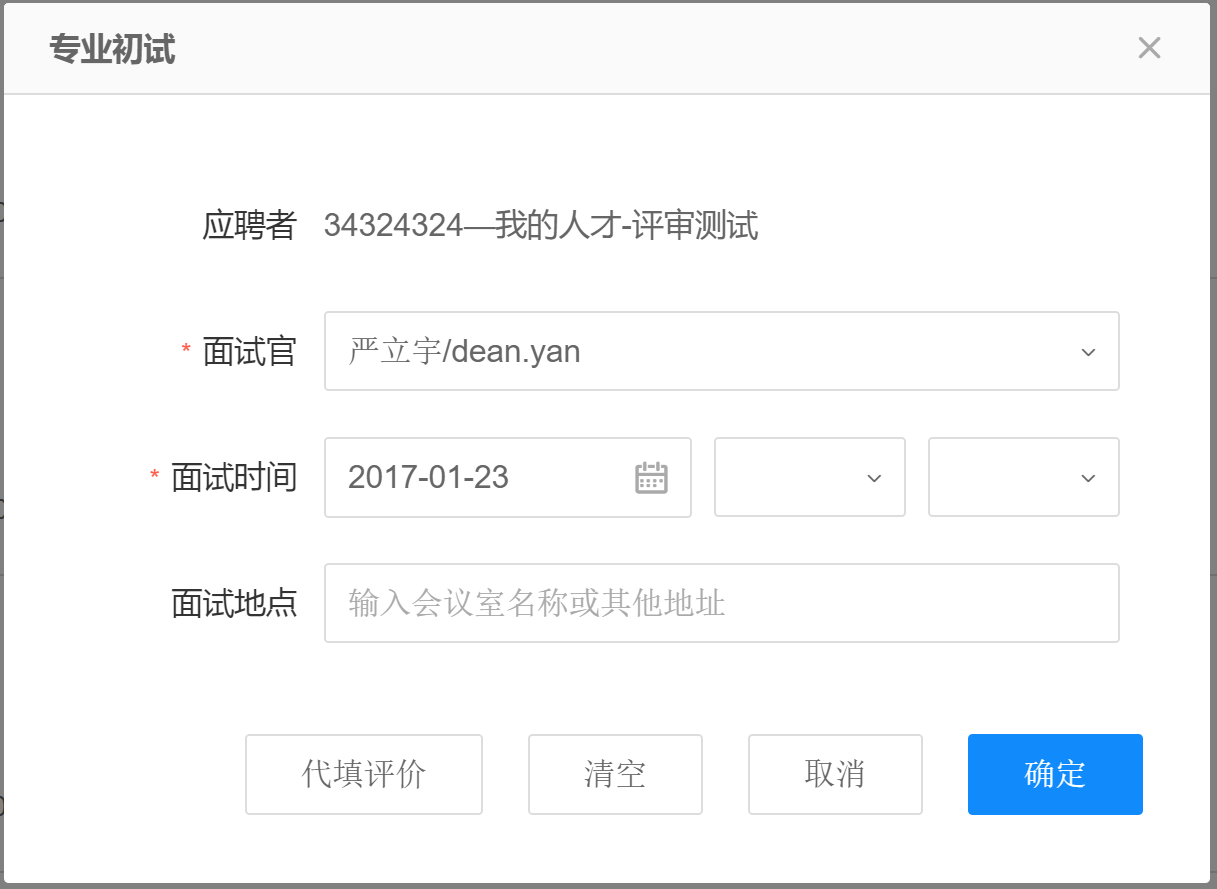 专业初试
应聘者 34324324—我的人才-评审测试
* 面试官 严立宇/dean.yan
* 面试时间 2017-01-23
面试地点 输入会议室名称或其他地址
代填评价 清空 取消 确定